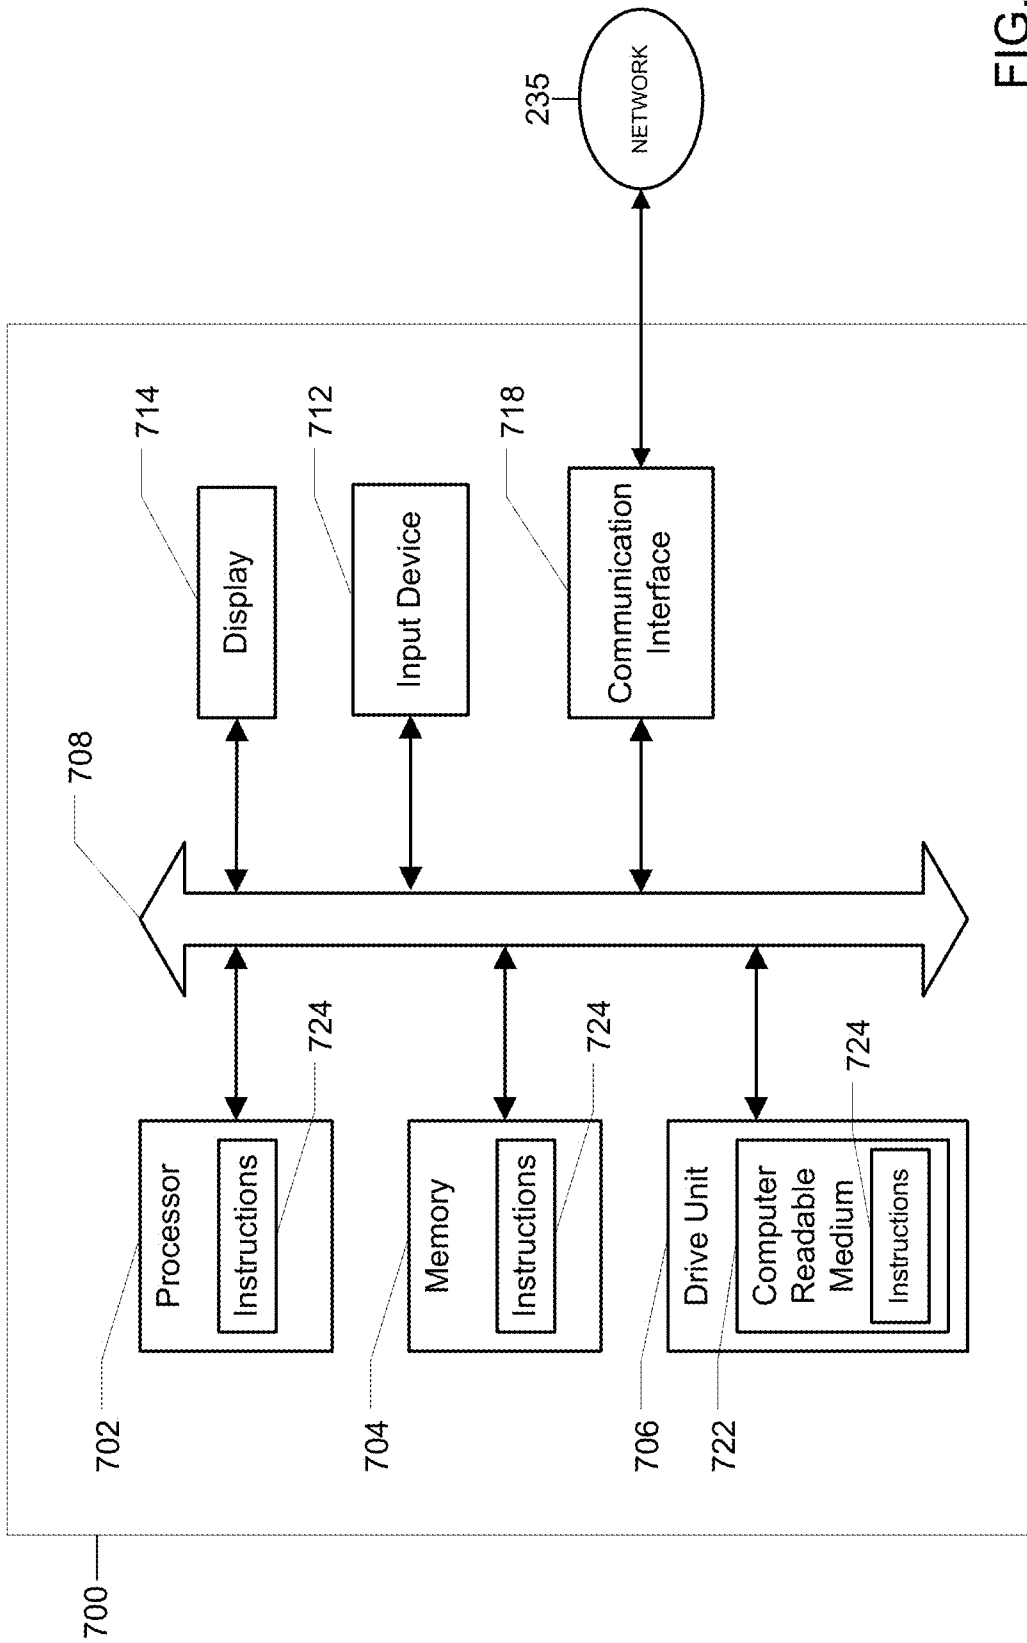 700
702
Processor
Instructions
724
704
Memory
Instructions
724
706
722
Drive Unit
Computer
Readable
Medium
Instructions
724
708
Display
714
Input Device
712
Communication
Interface
718
235
NETWORK
FIG.